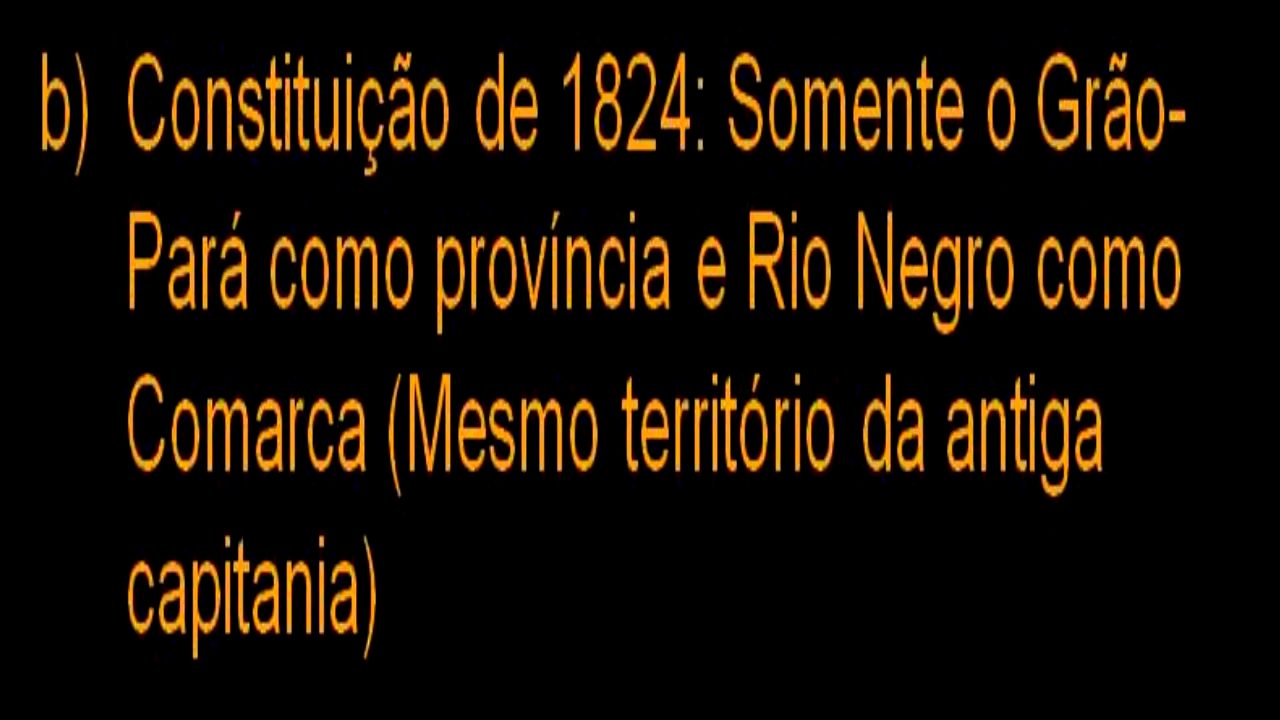 b) Constituição de 1824: Somente o Grão-
Pará como província e Rio Negro como
Comarca (Mesmo território da antiga
capitania)